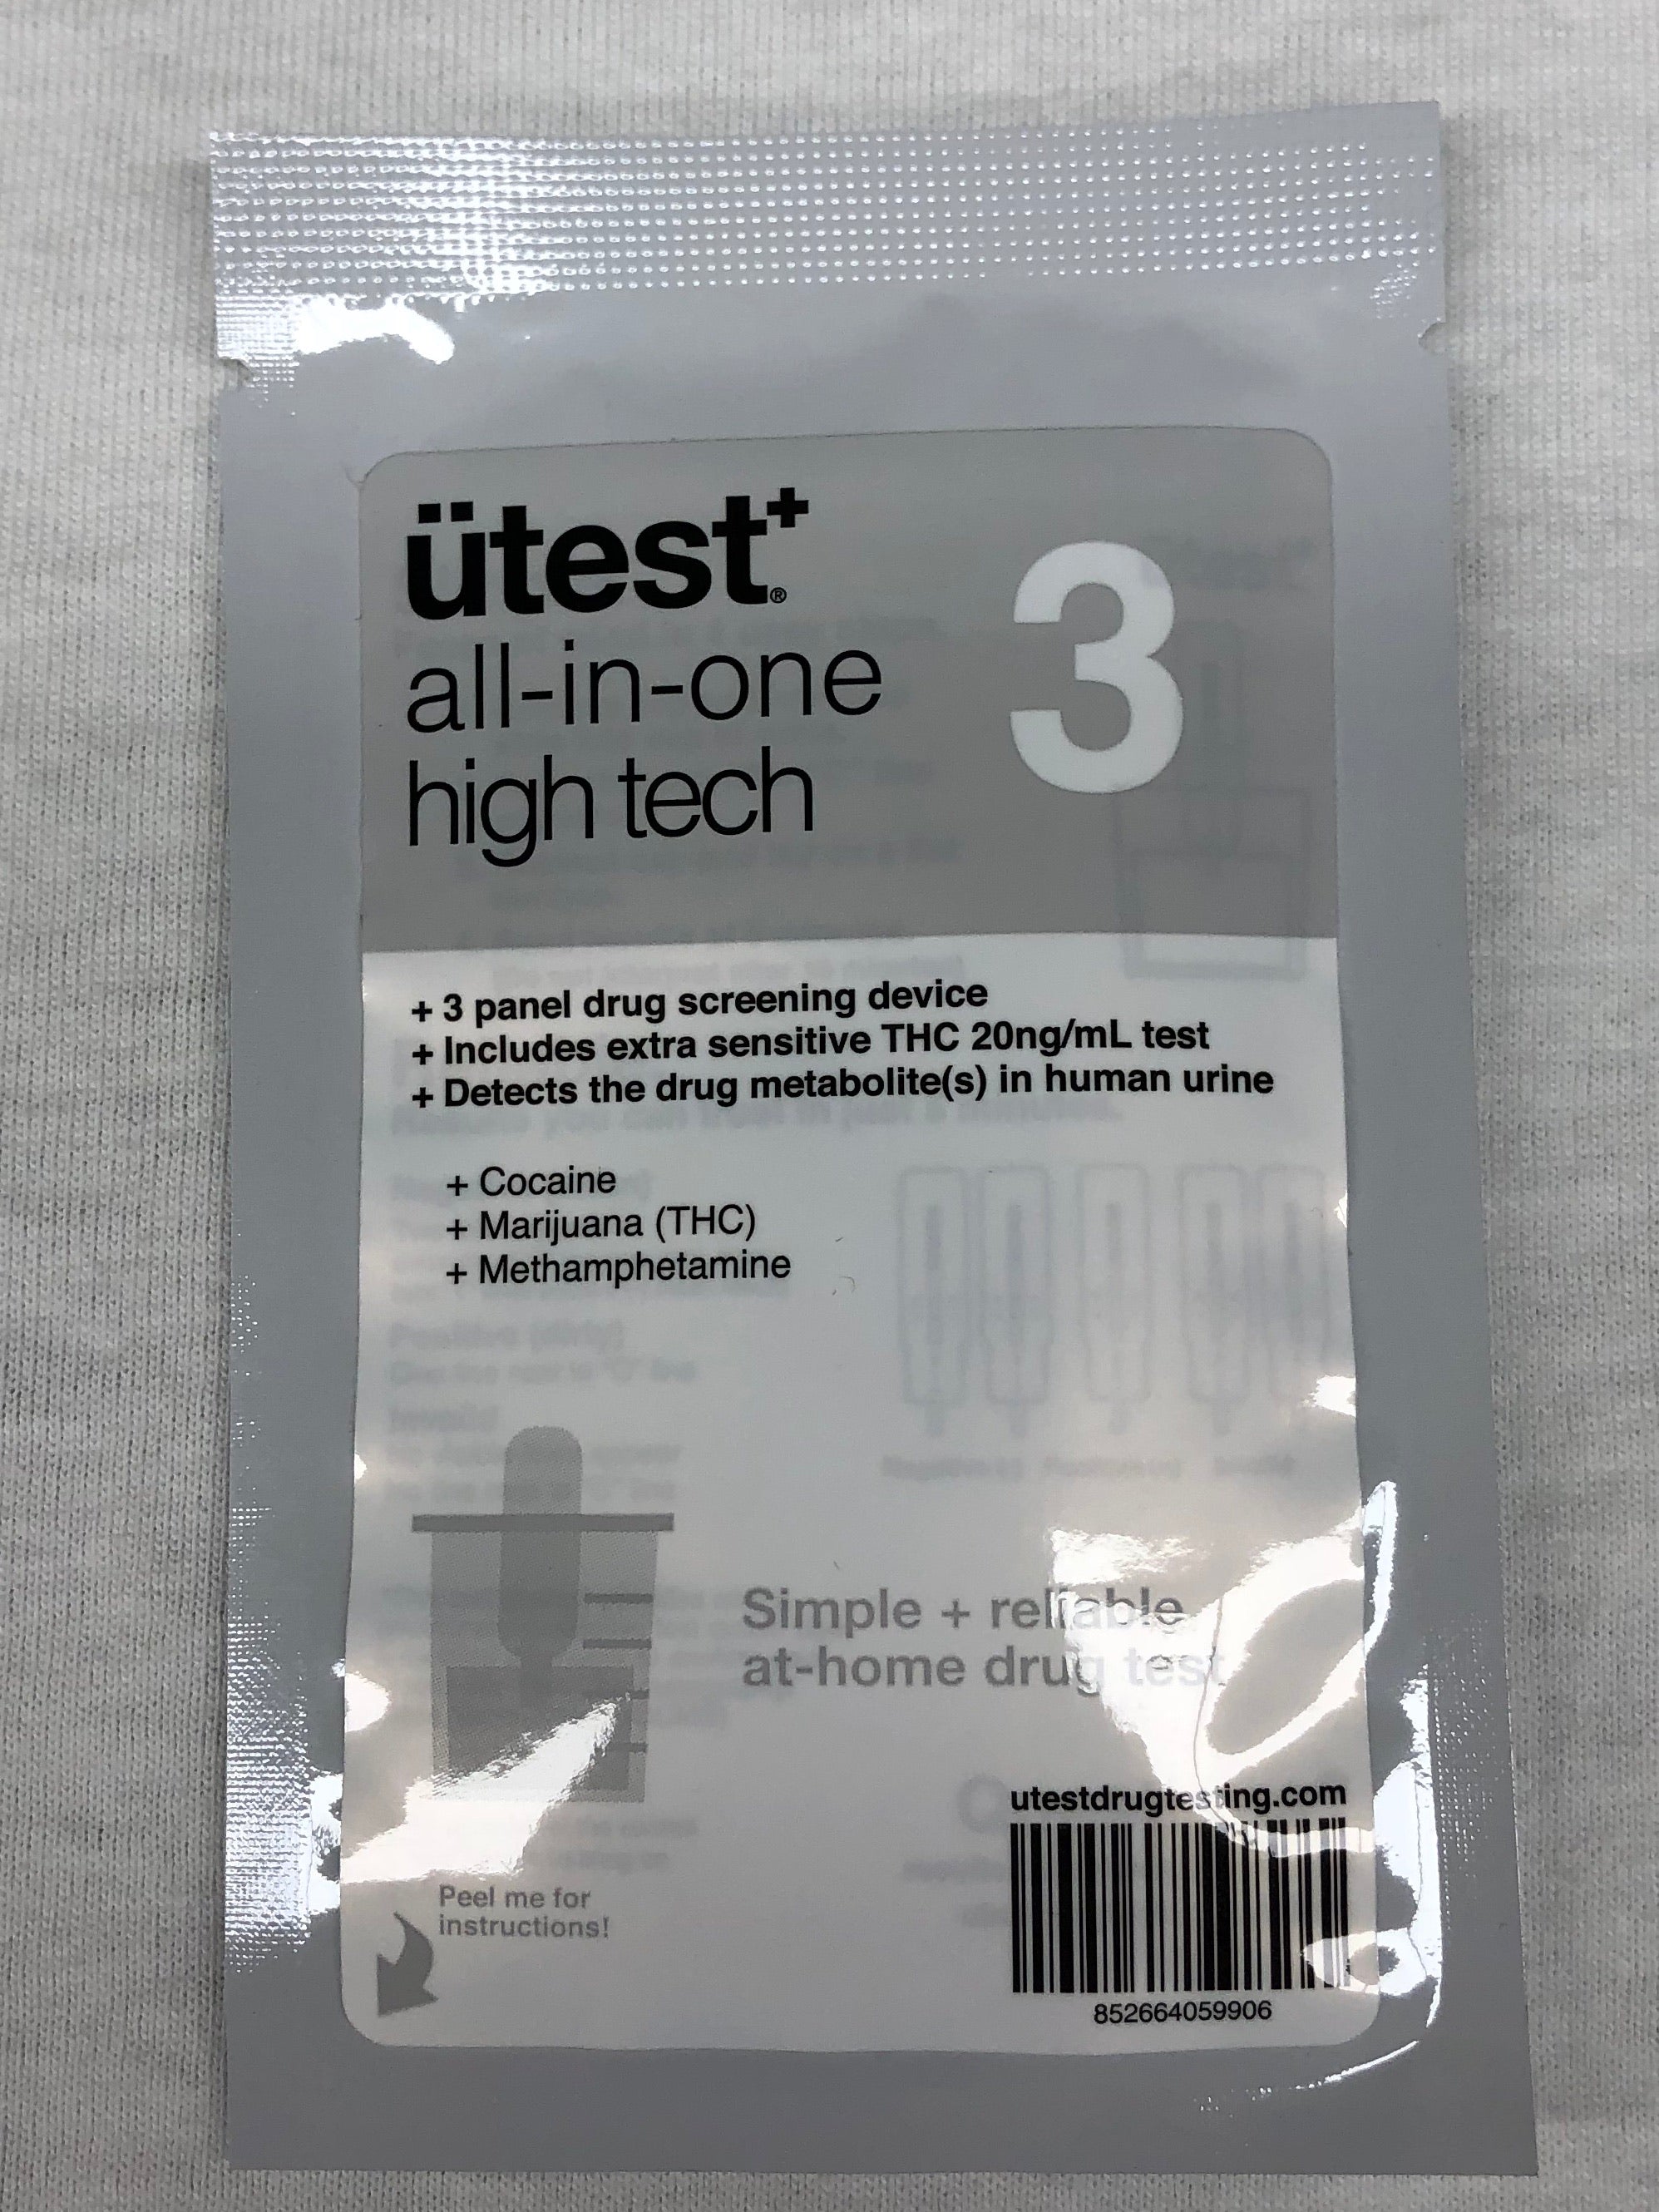 ütest+®
all-in-one
high tech
3
+ 3 panel drug screening device
+ Includes extra sensitive THC 20ng/mL test
+ Detects the drug metabolite(s) in human urine
+ Cocaine
+ Marijuana (THC)
+ Methamphetamine
Simple + reliable
at-home drug test
utestdrugtesting.com
Peel me for
instructions!
852664059906